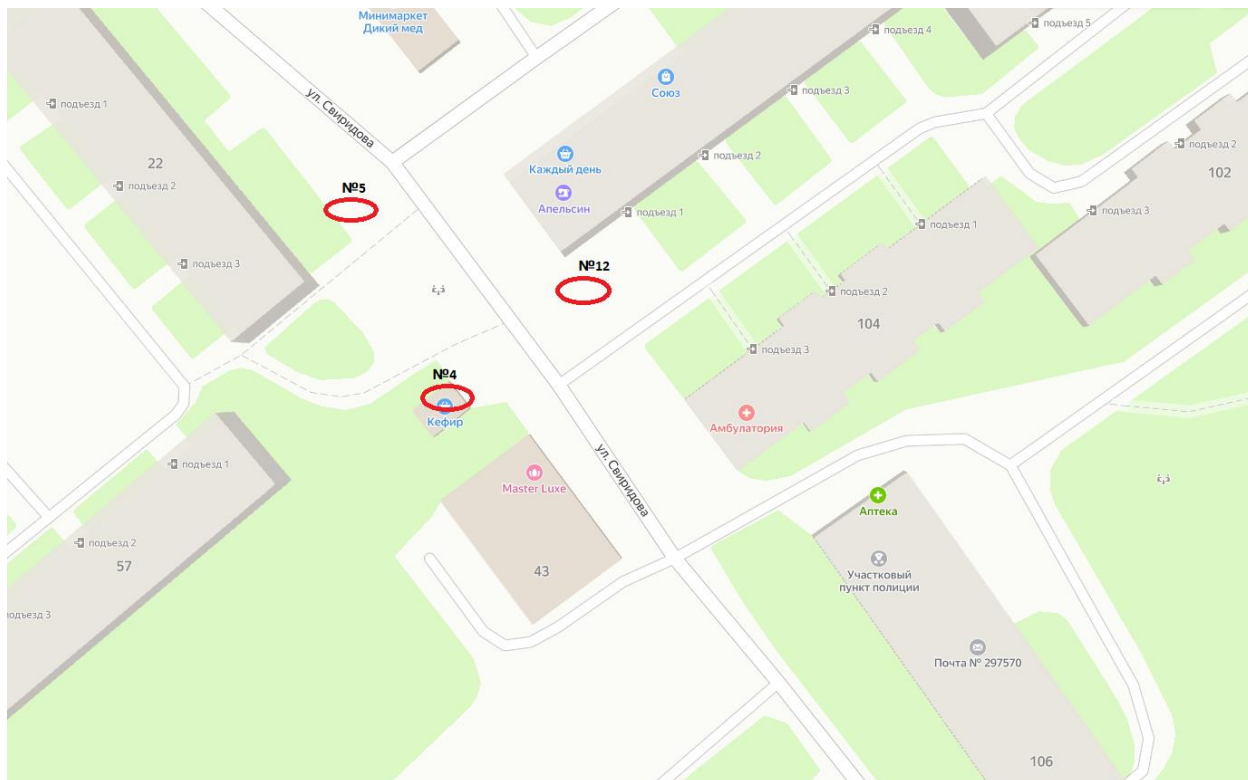 Минимаркет
Дикий мед
подъезд 5
подъезд 4
Союз
подъезд 3
подъезд 1
ул. Свиридова
22
Каждый день
подъезд 2
подъезд 2
102
подъезд 2
№5
Апельсин
подъезд 1
подъезд 3
подъезд 1
подъезд 3
№12
подъезд 2
104
подъезд 3
№4
Кефир
Амбулатория
подъезд 1
ул. Свиридова
Master Luxe
Аптека
подъезд 2
57
43
Участковый
пункт полиции
подъезд 3
Почта № 297570
106